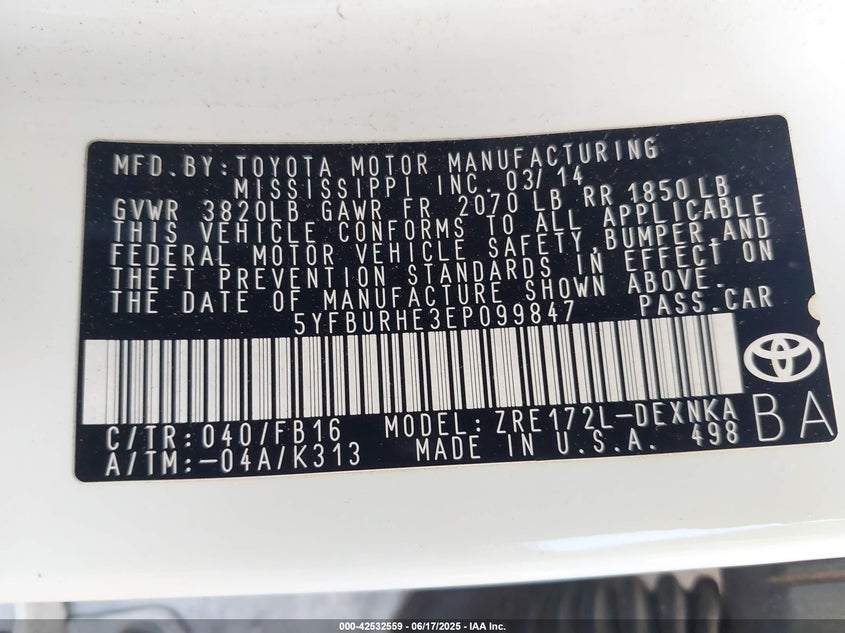 MFD. BY: TOYOTA MOTOR MANUFACTURING
MISSISSIPPI INC. 03/14
GVWR 3820LB GAWR FR 2070 LB RR 1850LB
THIS VEHICLE CONFORMS TO ALL APPLICABLE
FEDERAL MOTOR VEHICLE SAFETY, BUMPER, AND
THEFT PREVENTION STANDARDS IN EFFECT ON
THE DATE OF MANUFACTURE SHOWN ABOVE.
5YFBURHE3EP099847 PASS.CAR
C/TR: 040/FB16 MODEL: ZRE172L-DEXNKA
A/TM: -04A/K313 MADE IN U.S.A. 498
BA
000-42532559 - 06/17/2025 - IAA Inc.